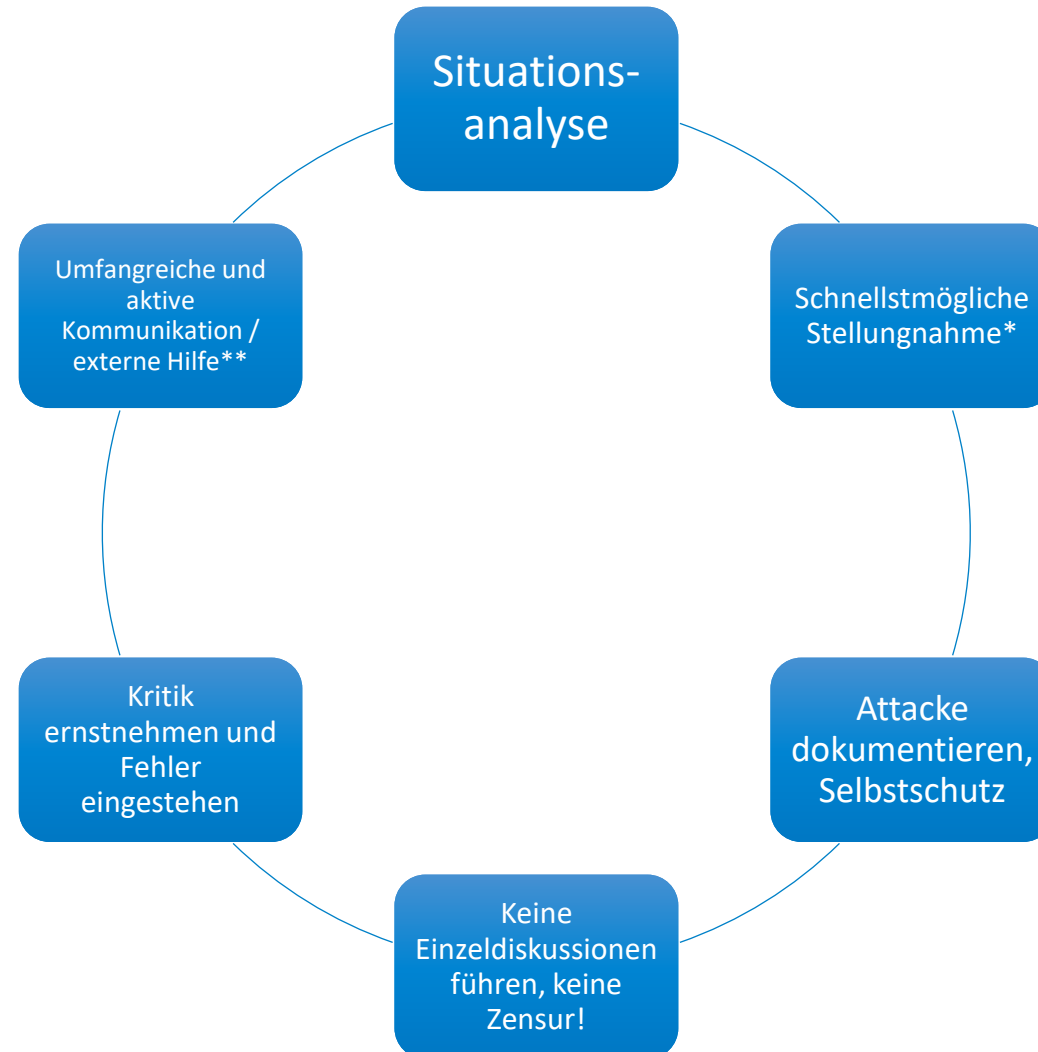 Situations-
analyse
Schnellstmögliche
Stellungnahme*
Attacke
dokumentieren,
Selbstschutz
Keine
Einzeldiskussionen
führen, keine
Zensur!
Kritik
ernstnehmen und
Fehler
eingestehen
Umfangreiche und
aktive
Kommunikation /
externe Hilfe**